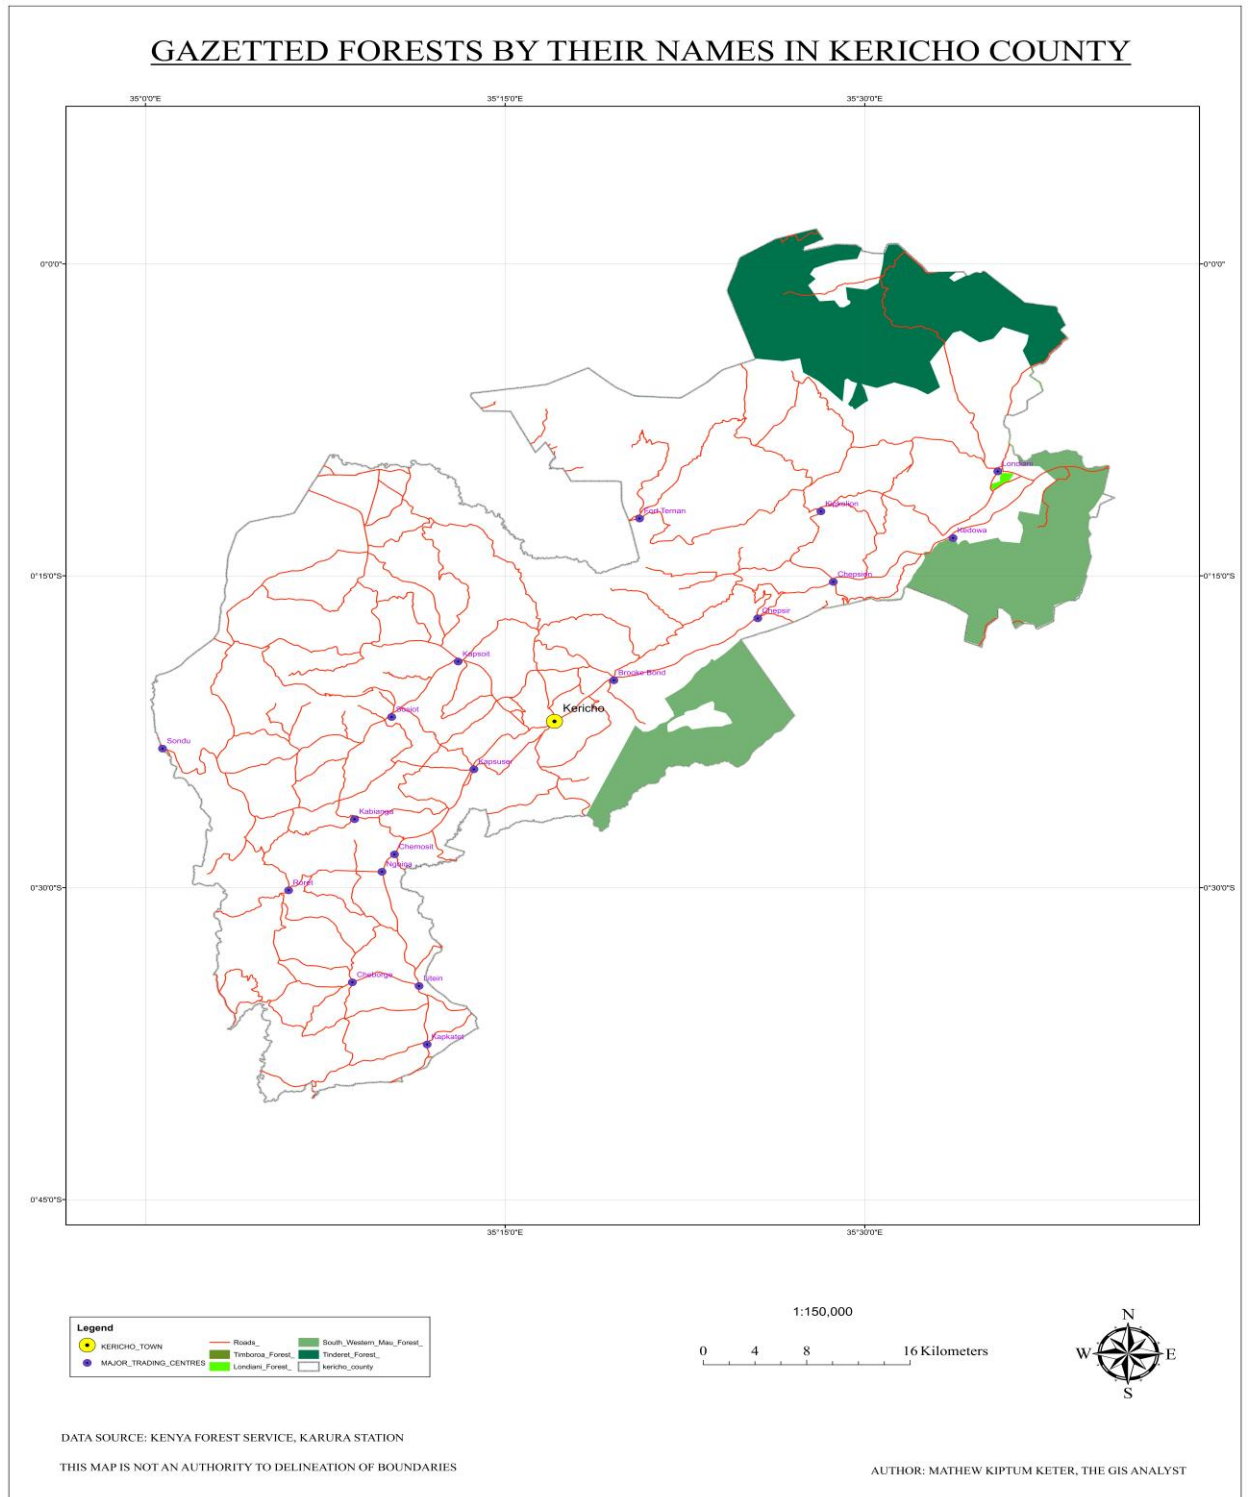 GAZETTED FORESTS BY THEIR NAMES IN KERICHO COUNTY
35°0'0"E 35°15'0"E 35°30'0"E
0°0'0" 0°0'0"
Londiani
Fort Ternan
Kipkelion
Kedowa
0°15'0"S 0°15'0"S
Chepsion
Chepsir
Kapsoit
Brooke Bond
Kericho
Sosiot
Sondu
Kapsuser
Kabianga
Chemosit
Ngoina
Roret
0°30'0"S 0°30'0"S
Cheborge
Litein
Kapkatet
0°45'0"S
35°15'0"E 35°30'0"E
1:150,000
Legend
KERICHO_TOWN
MAJOR_TRADING_CENTRES
Roads_
Timboroa_Forest_
Londiani_Forest_
South_Western_Mau_Forest_
Tinderet_Forest_
kericho_county
0 4 8 16 Kilometers
N
W E
S
DATA SOURCE: KENYA FOREST SERVICE, KARURA STATION
THIS MAP IS NOT AN AUTHORITY TO DELINEATION OF BOUNDARIES
AUTHOR: MATHEW KIPTUM KETER, THE GIS ANALYST